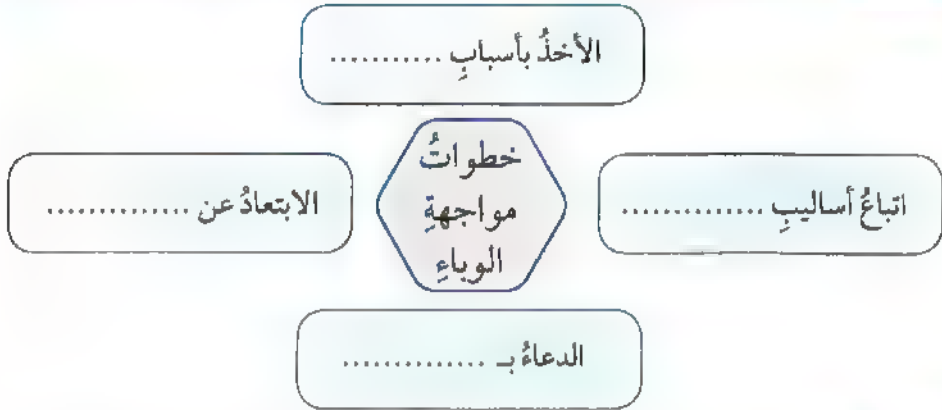 الأخذُ بأسبابِ ...........
اتباعُ أساليبِ ..............
خطواتُ
مواجهةِ
الوباءِ
الابتعادُ عن ..............
الدعاءُ بـ ..............